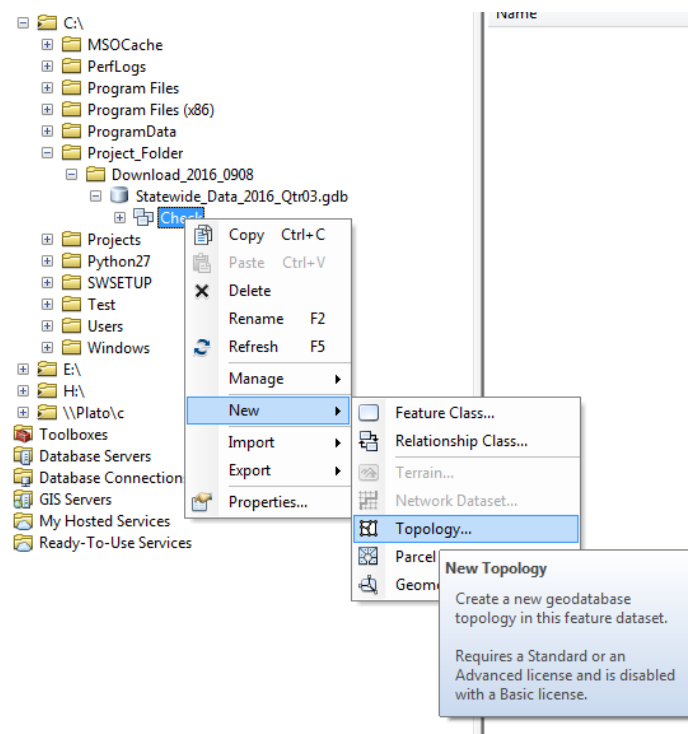 Name
C:\
MSOCache
PerfLogs
Program Files
Program Files (x86)
ProgramData
Project_Folder
Download_2016_0908
Statewide_Data_2016_Qtr03.gdb
Check
Projects
Python27
SWSETUP
Test
Users
Windows
E:\
H:\
\\Plato\c
Toolboxes
Database Servers
Database Connection
GIS Servers
My Hosted Services
Ready-To-Use Services
Copy Ctrl+C
Paste Ctrl+V
Delete
Rename F2
Refresh F5
Manage
New
Import
Export
Properties...
Feature Class...
Relationship Class...
Terrain...
Network Dataset...
Topology...
Parcel
Geom
New Topology
Create a new geodatabase
topology in this feature dataset.
Requires a Standard or an
Advanced license and is disabled
with a Basic license.